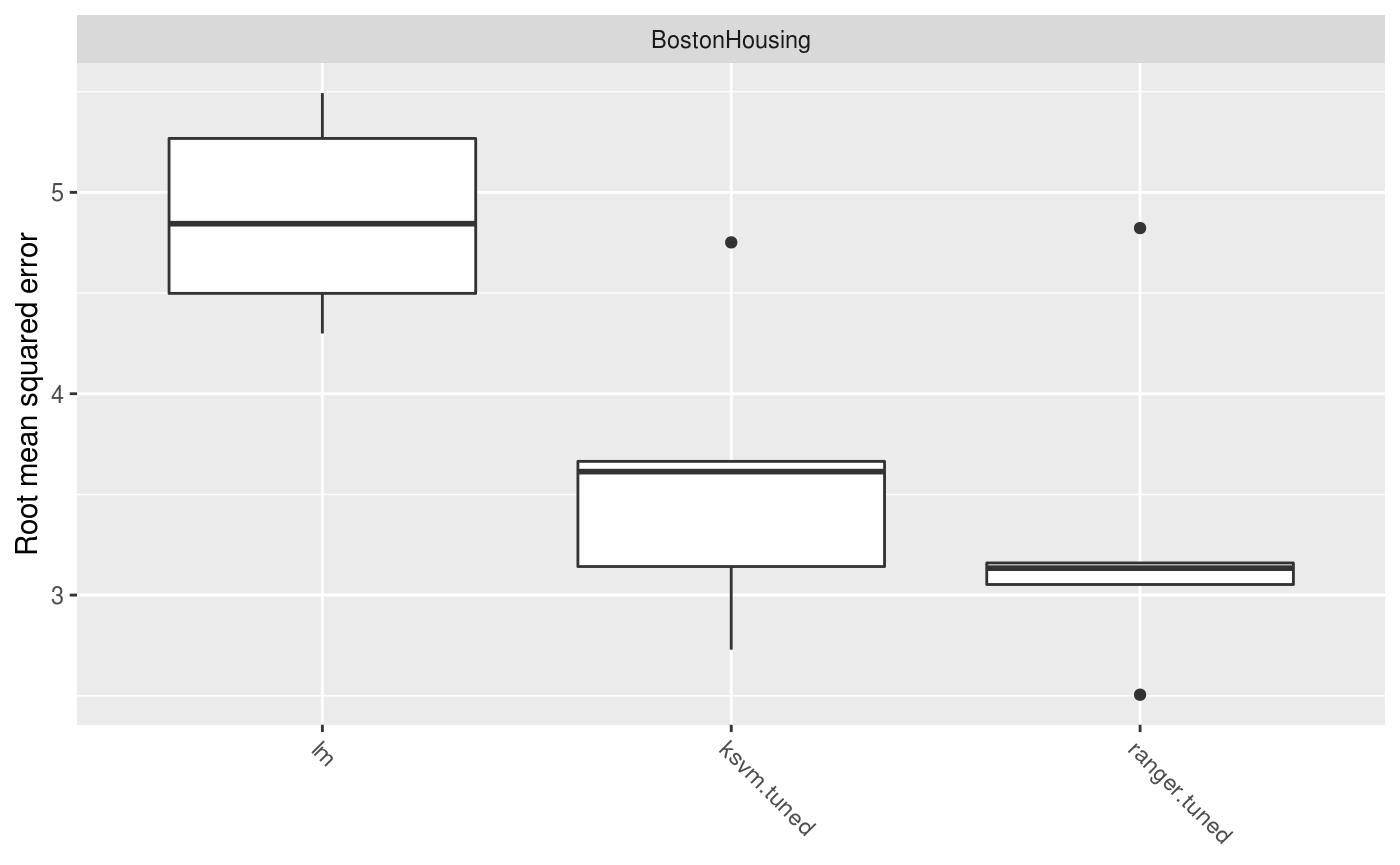 BostonHousing
Root mean squared error
5
4
3
lm
ksvm.tuned
ranger.tuned